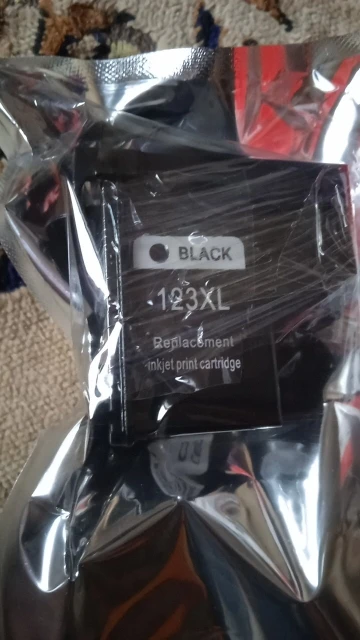 BLACK
123XL
Replacement
inkjet print cartridge